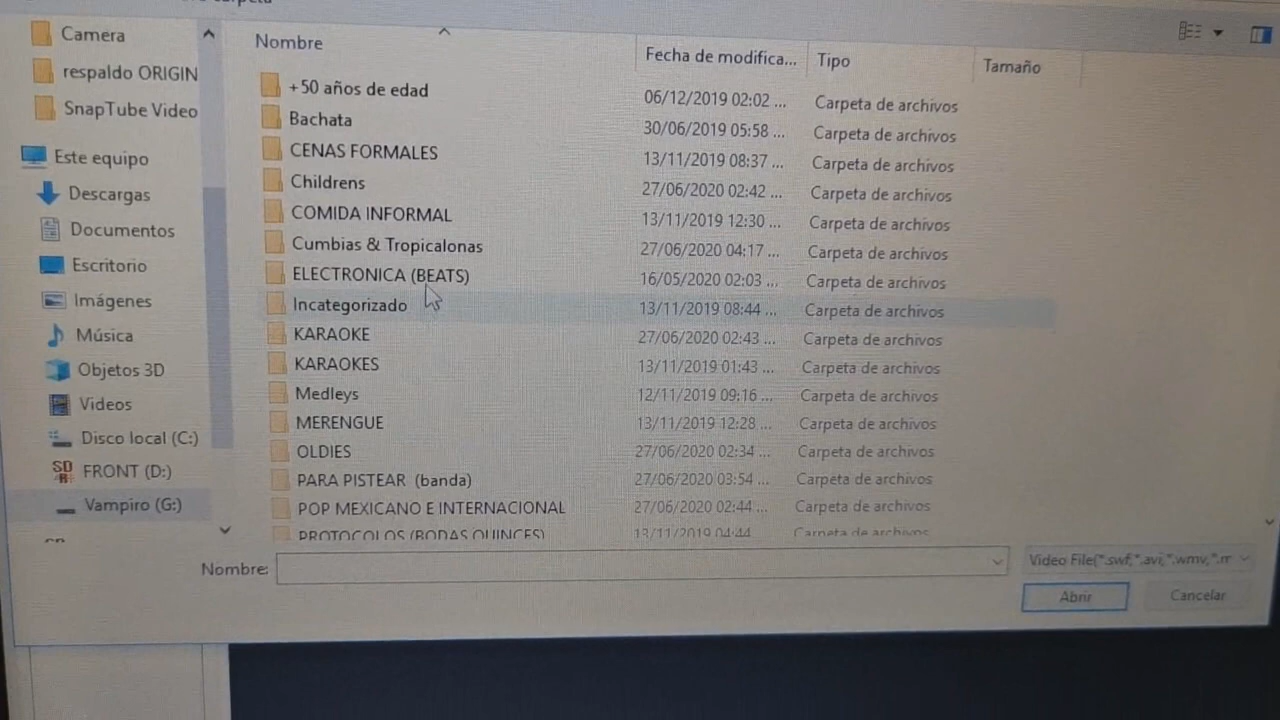 carpeta
Camera
respaldo ORIGIN
SnapTube Video
Este equipo
Descargas
Documentos
Escritorio
Imágenes
Música
Objetos 3D
Videos
Disco local (C:)
FRONT (D:)
Vampiro (G:)
Nombre Fecha de modifica... Tipo Tamaño
+50 años de edad 06/12/2019 02:02 ... Carpeta de archivos
Bachata 30/06/2019 05:58 ... Carpeta de archivos
CENAS FORMALES 13/11/2019 08:37 ... Carpeta de archivos
Childrens 27/06/2020 02:42 ... Carpeta de archivos
COMIDA INFORMAL 13/11/2019 12:30 ... Carpeta de archivos
Cumbias & Tropicalonas 27/06/2020 04:17 ... Carpeta de archivos
ELECTRONICA (BEATS) 16/05/2020 02:03 ... Carpeta de archivos
Incategorizado 13/11/2019 08:44 ... Carpeta de archivos
KARAOKE 27/06/2020 02:43 ... Carpeta de archivos
KARAOKES 13/11/2019 01:43 ... Carpeta de archivos
Medleys 12/11/2019 09:16 ... Carpeta de archivos
MERENGUE 13/11/2019 12:28 ... Carpeta de archivos
OLDIES 27/06/2020 02:34 ... Carpeta de archivos
PARA PISTEAR (banda) 27/06/2020 03:54 ... Carpeta de archivos
POP MEXICANO E INTERNACIONAL 27/06/2020 02:44 ... Carpeta de archivos
PROTOCOLOS (BODAS QUINCES) 13/11/2019 04:44 Carpeta de archivos
Nombre: Video File(*.swf,*.avi,*.wmv,*.m
Abrir Cancelar